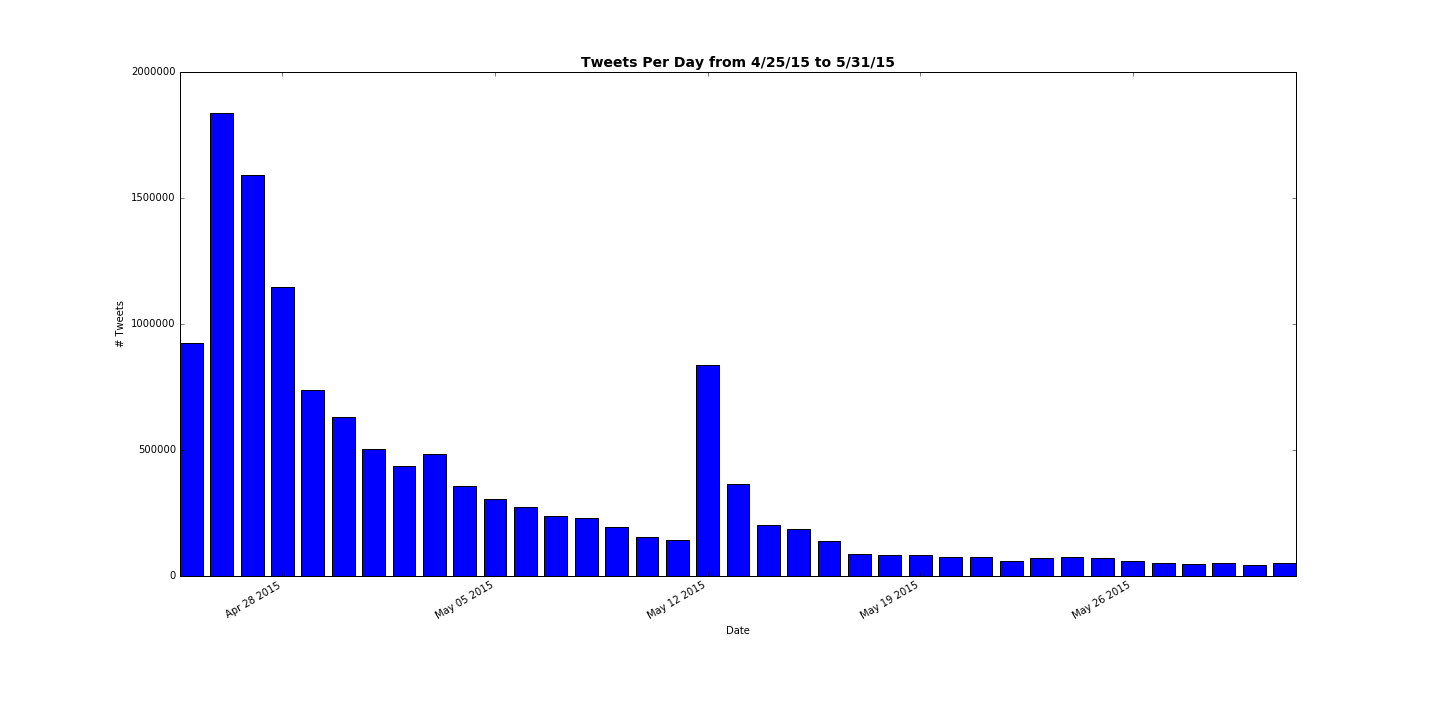 Tweets Per Day from 4/25/15 to 5/31/15
2000000
1500000
1000000
500000
0
# Tweets
Apr 28 2015
May 05 2015
May 12 2015
May 19 2015
May 26 2015
Date